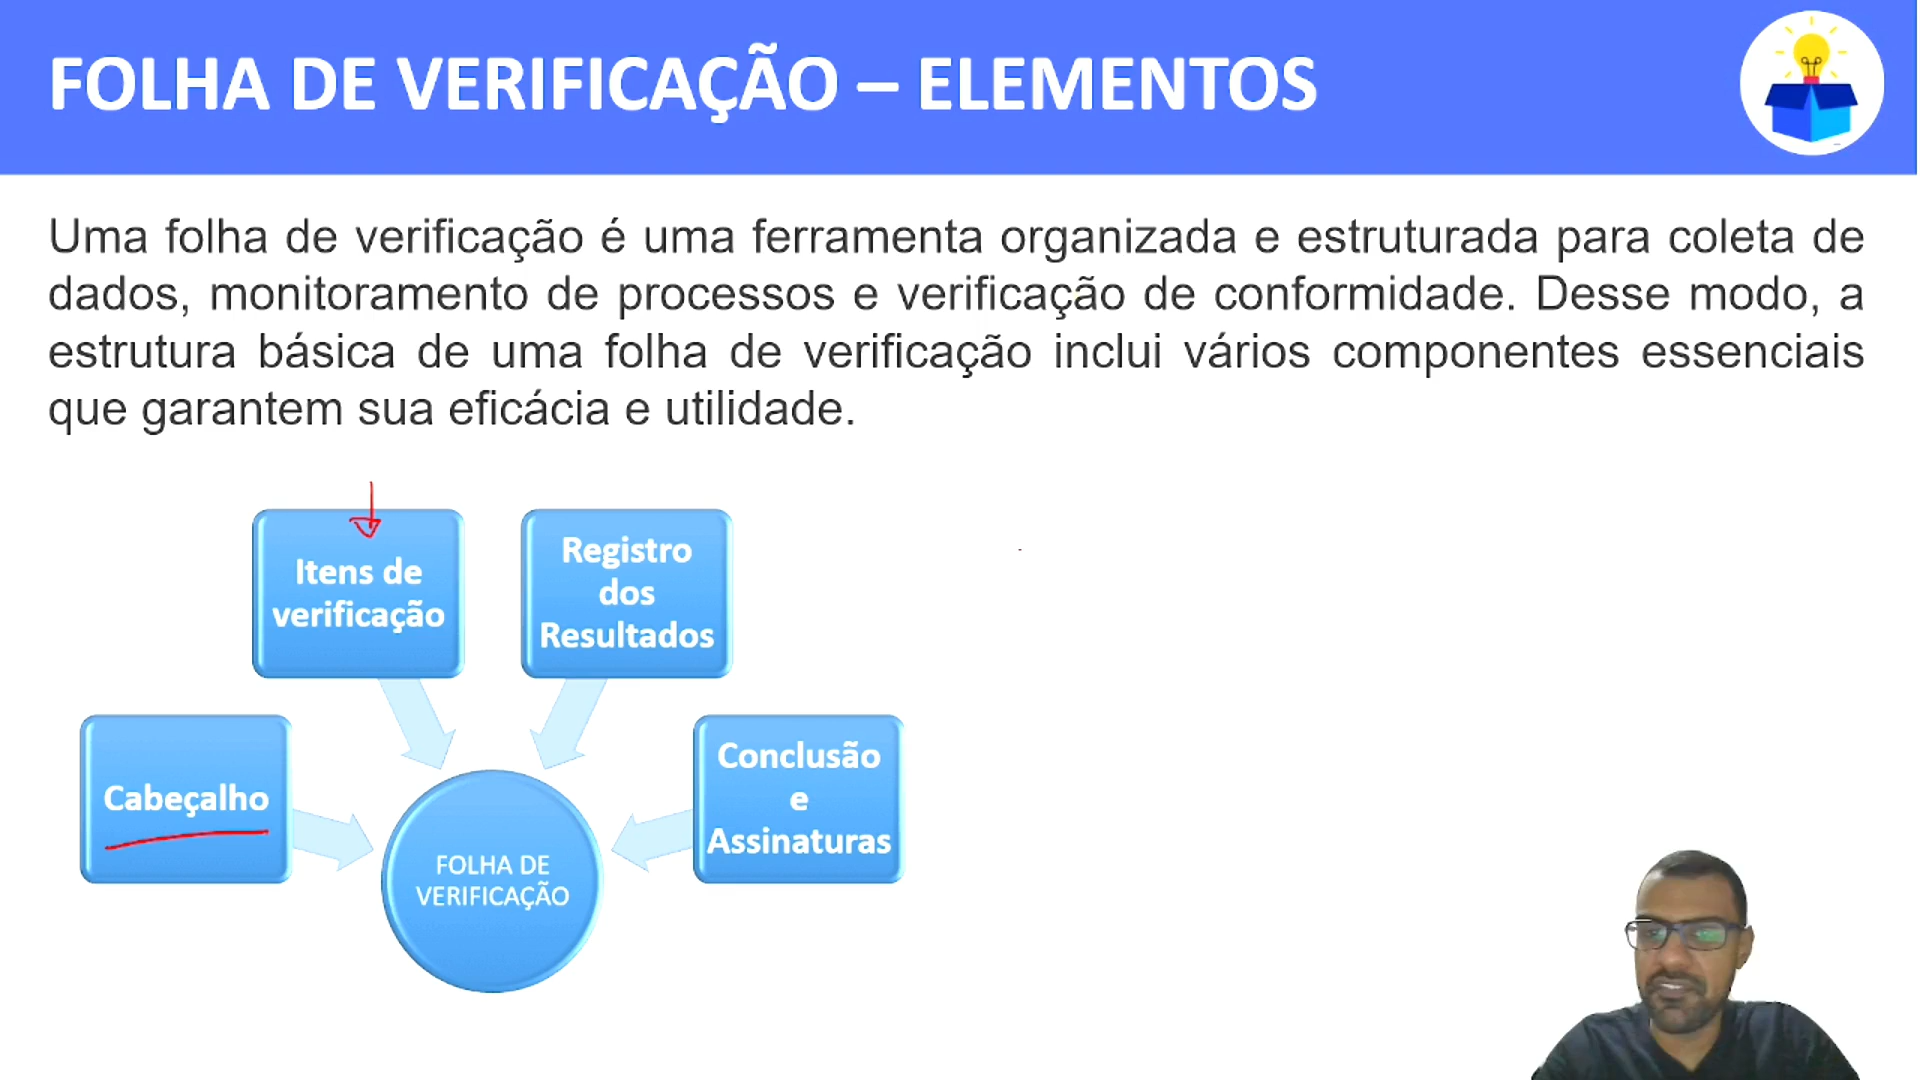 FOLHA DE VERIFICAÇÃO – ELEMENTOS
Uma folha de verificação é uma ferramenta organizada e estruturada para coleta de
dados, monitoramento de processos e verificação de conformidade. Desse modo, a
estrutura básica de uma folha de verificação inclui vários componentes essenciais
que garantem sua eficácia e utilidade.
Itens de
verificação
Registro
dos
Resultados
Cabeçalho
Conclusão
e
Assinaturas
FOLHA DE
VERIFICAÇÃO